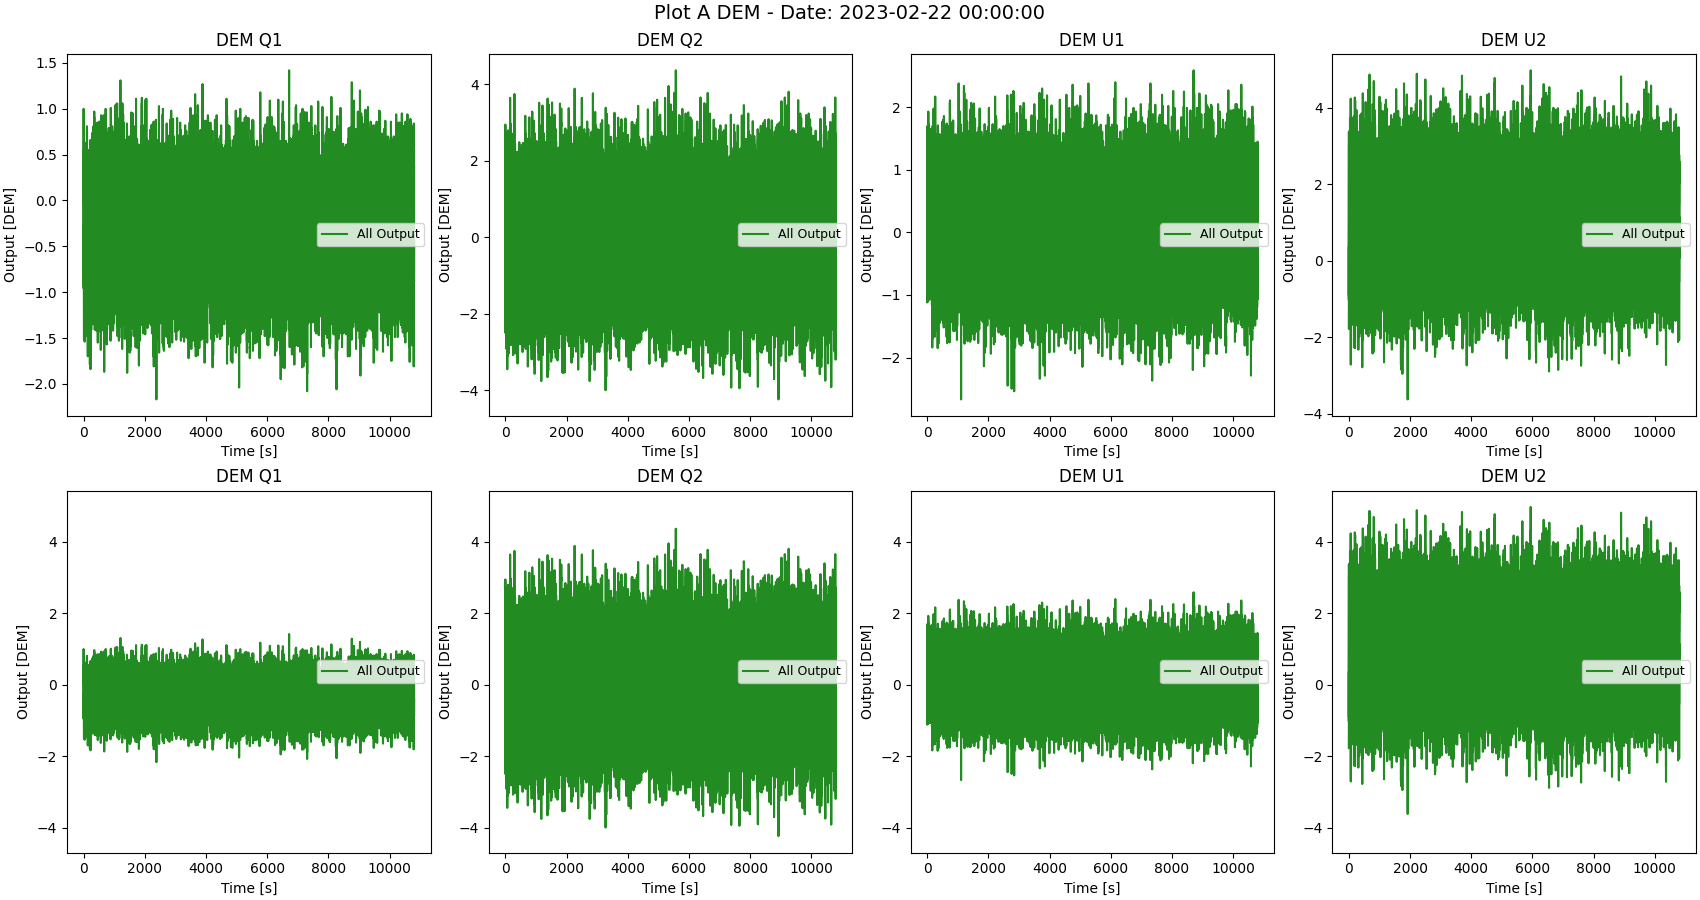 Plot A DEM - Date: 2023-02-22 00:00:00
DEM Q1
DEM Q2
DEM U1
DEM U2
Output [DEM]
1.5
1.0
0.5
0.0
−0.5
−1.0
−1.5
−2.0
All Output
0 2000 4000 6000 8000 10000
Time [s]
Output [DEM]
4
2
0
−2
−4
All Output
0 2000 4000 6000 8000 10000
Time [s]
Output [DEM]
2
1
0
−1
−2
All Output
0 2000 4000 6000 8000 10000
Time [s]
Output [DEM]
4
2
0
−2
−4
All Output
0 2000 4000 6000 8000 10000
Time [s]
DEM Q1
DEM Q2
DEM U1
DEM U2
Output [DEM]
4
2
0
−2
−4
All Output
0 2000 4000 6000 8000 10000
Time [s]
Output [DEM]
4
2
0
−2
−4
All Output
0 2000 4000 6000 8000 10000
Time [s]
Output [DEM]
4
2
0
−2
−4
All Output
0 2000 4000 6000 8000 10000
Time [s]
Output [DEM]
4
2
0
−2
−4
All Output
0 2000 4000 6000 8000 10000
Time [s]